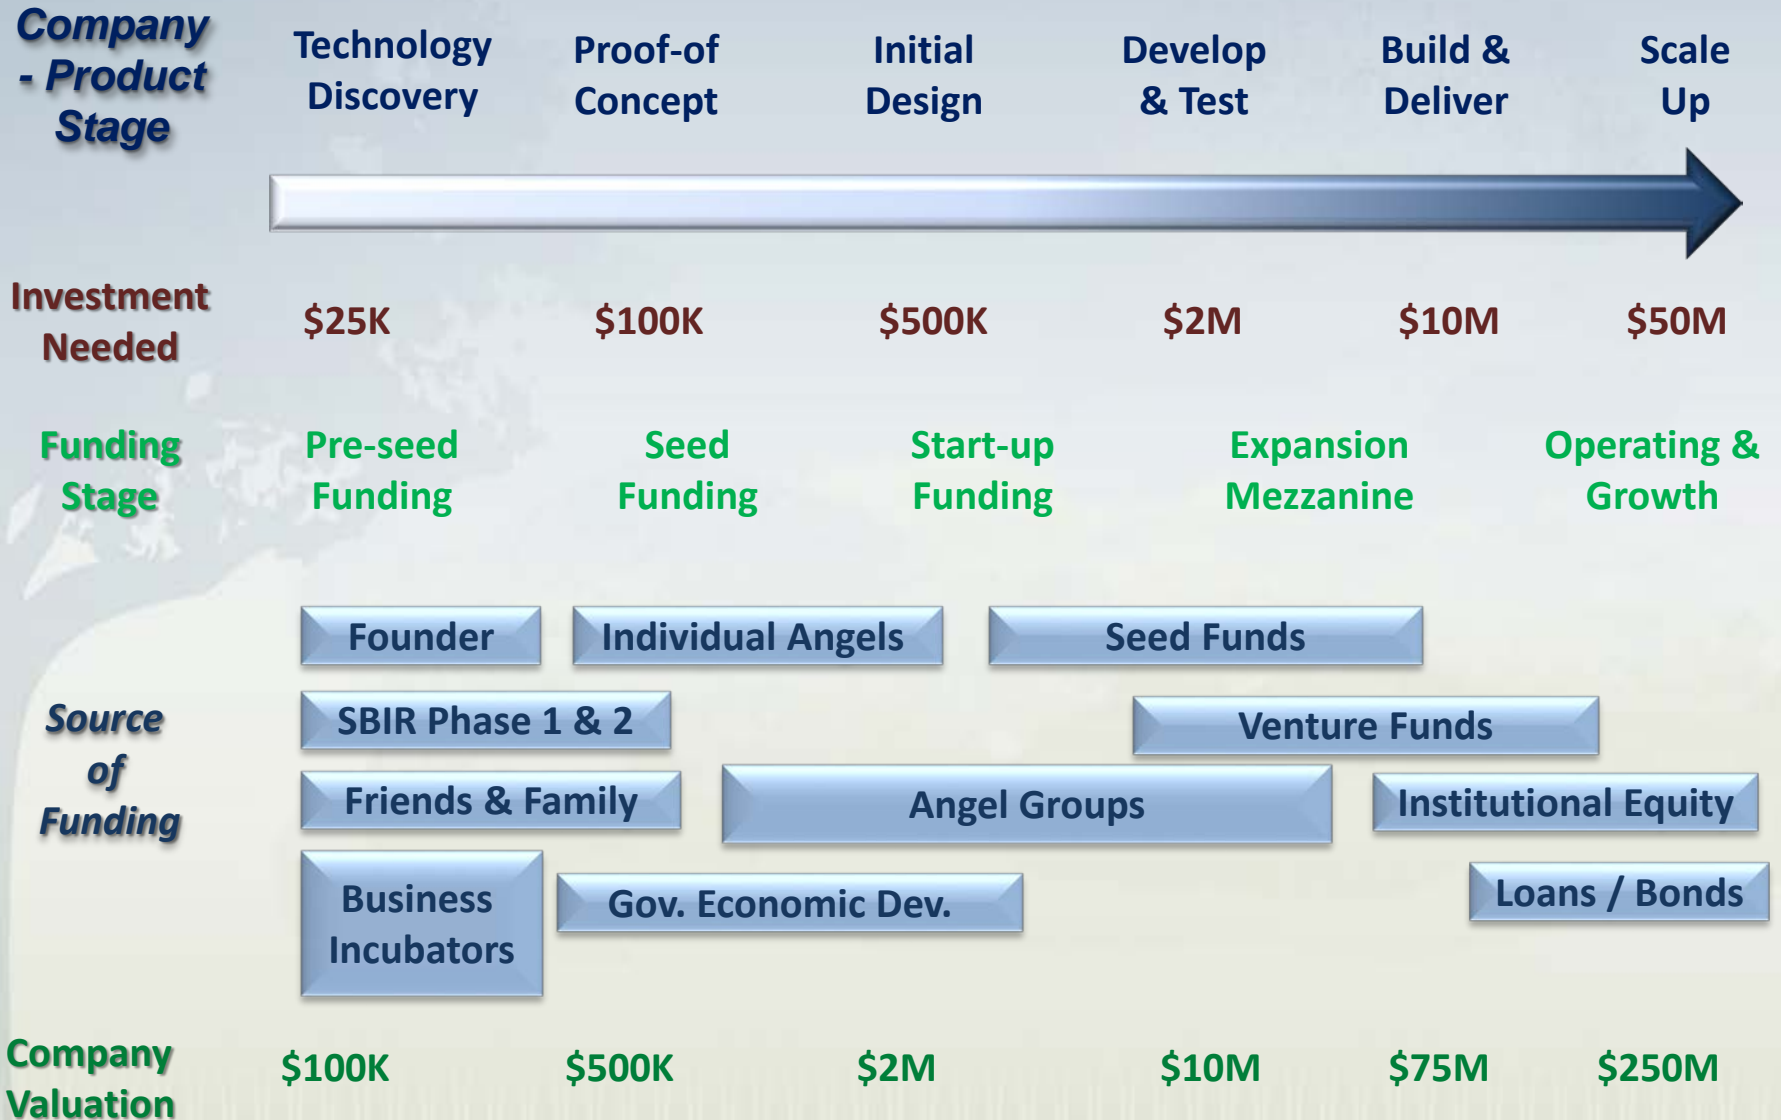 Company
- Product
Stage
Technology
Discovery
Proof-of
Concept
Initial
Design
Develop
& Test
Build &
Deliver
Scale
Up
Investment
Needed
$25K
$100K
$500K
$2M
$10M
$50M
Funding
Stage
Pre-seed
Funding
Seed
Funding
Start-up
Funding
Expansion
Mezzanine
Operating &
Growth
Source
of
Funding
Founder
Individual Angels
Seed Funds
SBIR Phase 1 & 2
Venture Funds
Friends & Family
Angel Groups
Institutional Equity
Business
Incubators
Gov. Economic Dev.
Loans / Bonds
Company
Valuation
$100K
$500K
$2M
$10M
$75M
$250M